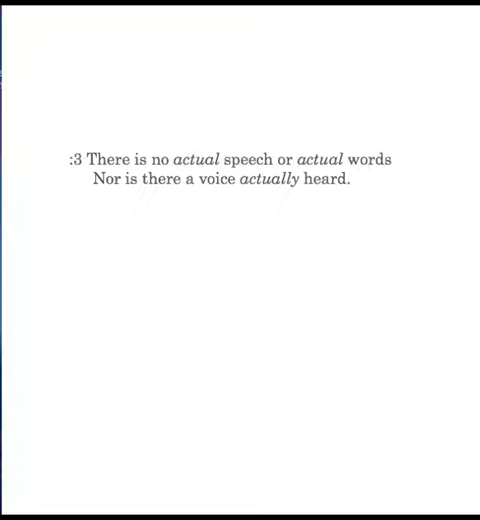 :3 There is no actual speech or actual words
Nor is there a voice actually heard.